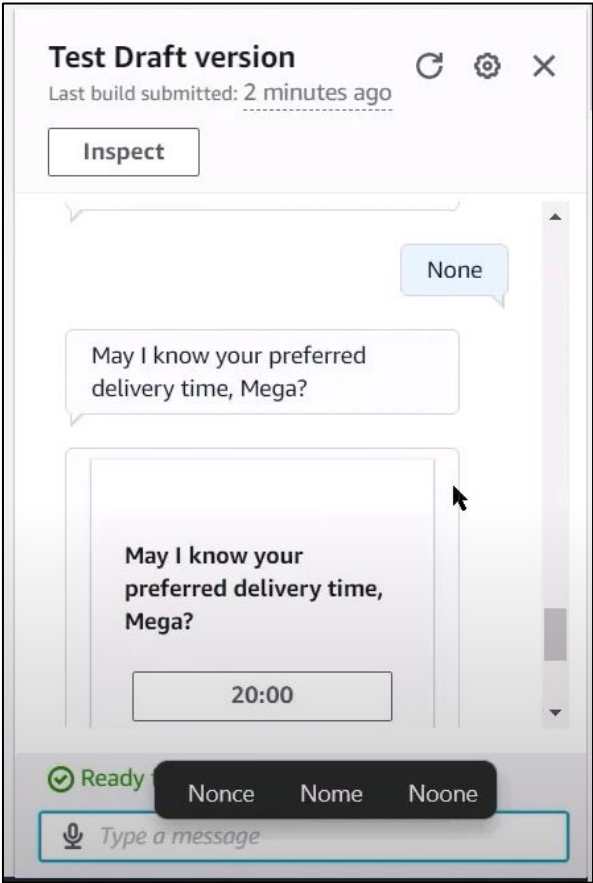 Test Draft version
Last build submitted: 2 minutes ago
Inspect
None
May I know your preferred
delivery time, Mega?
May I know your
preferred delivery time,
Mega?
20:00
Ready
Nonce Nome Noone
Type a message